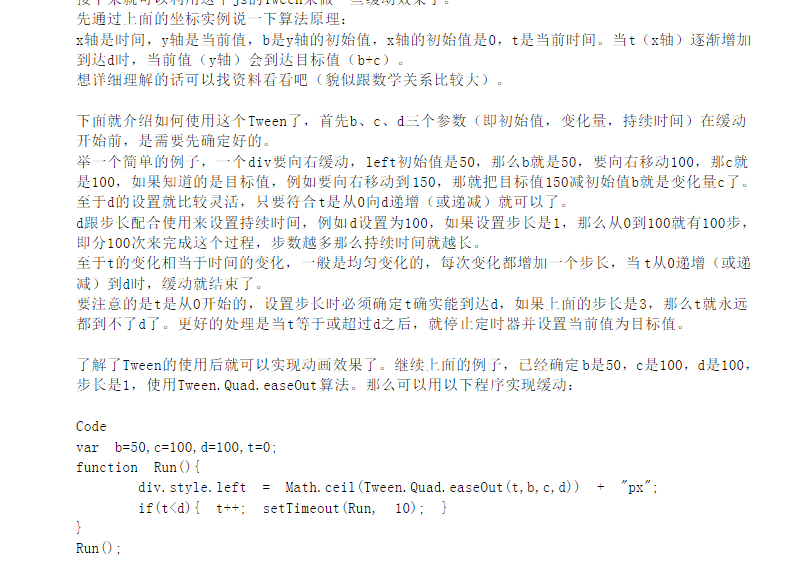 接下来就可以利用这个js的Tween来做一些缓动效果了。
先通过上面的坐标实例说一下算法原理：
x轴是时间，y轴是当前值，b是y轴的初始值，x轴的初始值是0，t是当前时间。当t（x轴）逐渐增加
到达d时，当前值（y轴）会到达目标值（b+c）。
想详细理解的话可以找资料看看吧（貌似跟数学关系比较大）。
下面就介绍如何使用这个Tween了，首先b、c、d三个参数（即初始值，变化量，持续时间）在缓动
开始前，是需要先确定好的。
举一个简单的例子，一个div要向右缓动，left初始值是50，那么b就是50，要向右移动100，那c就
是100，如果知道的是目标值，例如要向右移动到150，那就把目标值150减初始值b就是变化量c了。
至于d的设置就比较灵活，只要符合t是从0向d递增（或递减）就可以了。
d跟步长配合使用来设置持续时间，例如d设置为100，如果设置步长是1，那么从0到100就有100步，
即分100次来完成这个过程，步数越多那么持续时间就越长。
至于t的变化相当于时间的变化，一般是均匀变化的，每次变化都增加一个步长，当t从0递增（或递
减）到d时，缓动就结束了。
要注意的是t是从0开始的，设置步长时必须确定t确实能到达d，如果上面的步长是3，那么t就永远
都到不了d了。更好的处理是当t等于或超过d之后，就停止定时器并设置当前值为目标值。
了解了Tween的使用后就可以实现动画效果了。继续上面的例子，已经确定b是50，c是100，d是100，
步长是1，使用Tween.Quad.easeOut算法。那么可以用以下程序实现缓动：
Code
var b=50,c=100,d=100,t=0;
function Run(){
div.style.left = Math.ceil(Tween.Quad.easeOut(t,b,c,d)) + "px";
if(t<d){ t++; setTimeout(Run, 10); }
}
Run();